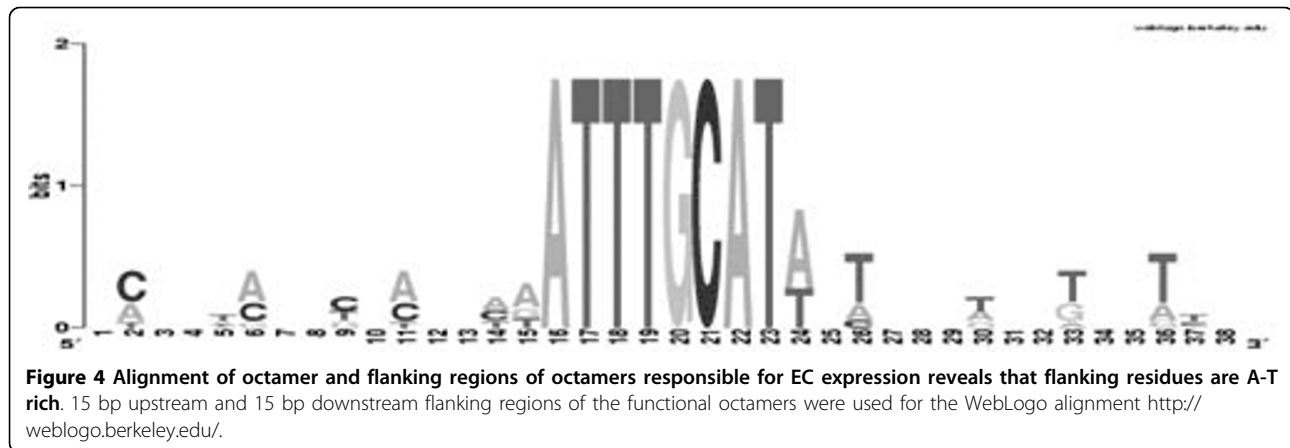 weblogo.berkeley.edu
2
bits
1
0
C
A
A
C
C
A
C
A
C
A
G
ATTTGCAT
A
T
T
A
T
A
T
G
T
A
5´ 1 2 3 4 5 6 7 8 9 10 11 12 13 14 15 16 17 18 19 20 21 22 23 24 25 26 27 28 29 30 31 32 33 34 35 36 37 38 3´
Figure 4 Alignment of octamer and flanking regions of octamers responsible for EC expression reveals that flanking residues are A-T
rich. 15 bp upstream and 15 bp downstream flanking regions of the functional octamers were used for the WebLogo alignment http://
weblogo.berkeley.edu/.